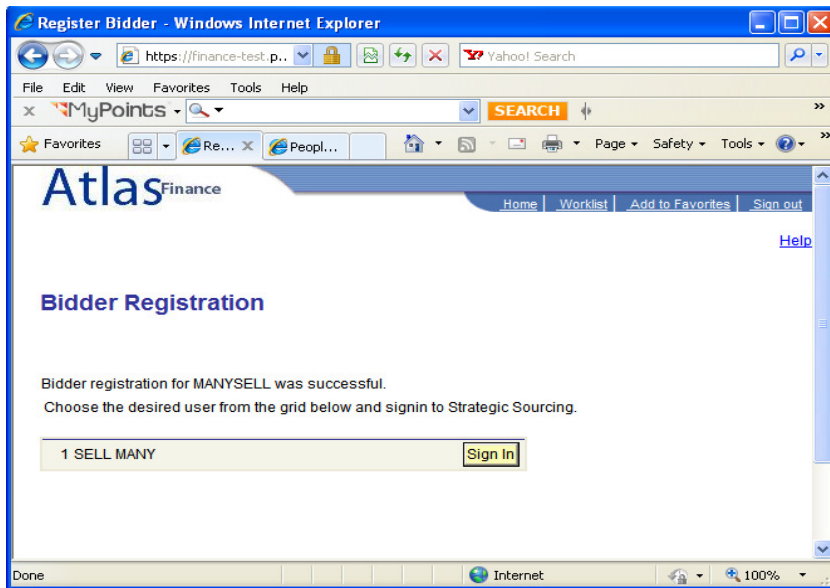 Register Bidder - Windows Internet Explorer
https://finance-test.p..
Yahoo! Search
File Edit View Favorites Tools Help
x MyPoints SEARCH »
Favorites Re... X Peopl... Page Safety Tools »
Atlas Finance
Home Worklist Add to Favorites Sign out
Help
Bidder Registration
Bidder registration for MANYSELL was successful.
Choose the desired user from the grid below and signin to Strategic Sourcing.
1 SELL MANY Sign In
Done Internet 100%